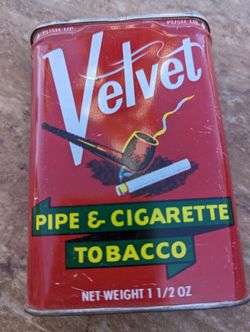 PUSH UP PUSH UP
Velvet
PIPE & CIGARETTE
TOBACCO
NET WEIGHT 1 1/2 OZ